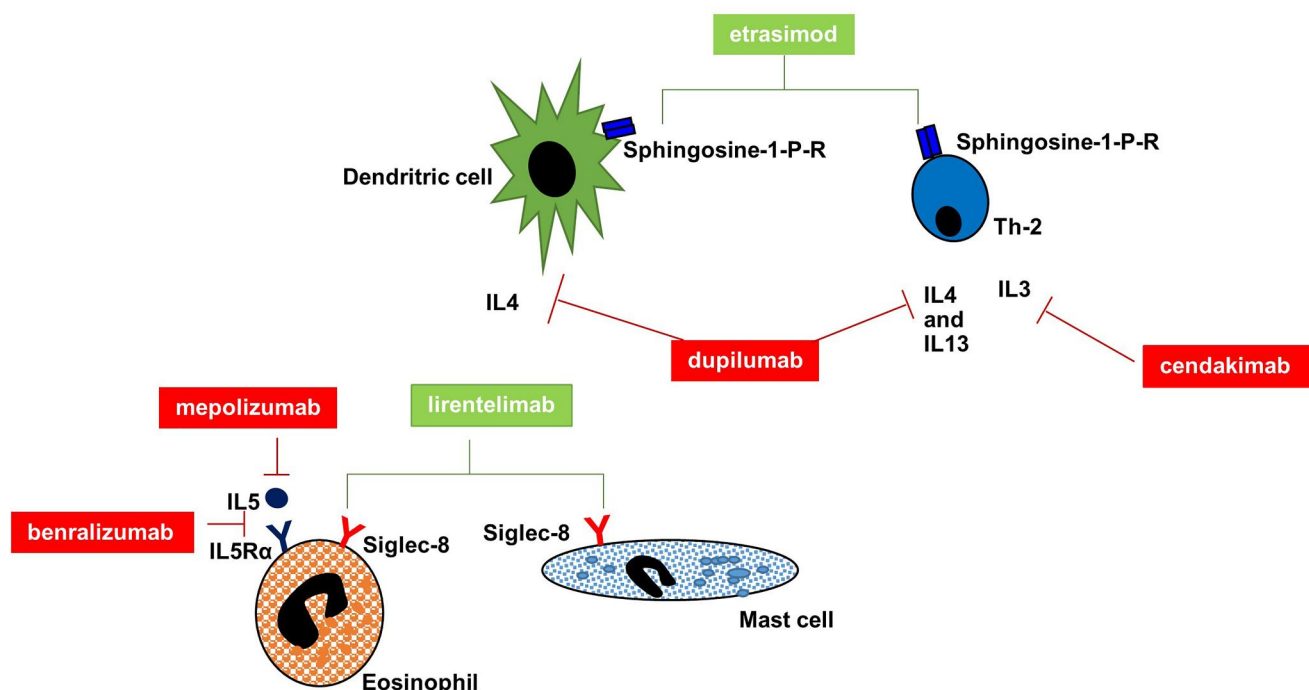 etrasimod
Sphingosine-1-P-R
Sphingosine-1-P-R
Dendritric cell
Th-2
IL4
IL4
and
IL13
IL3
dupilumab
cendakimab
mepolizumab
lirentelimab
IL5
benralizumab
IL5Rα
Siglec-8
Siglec-8
Mast cell
Eosinophil